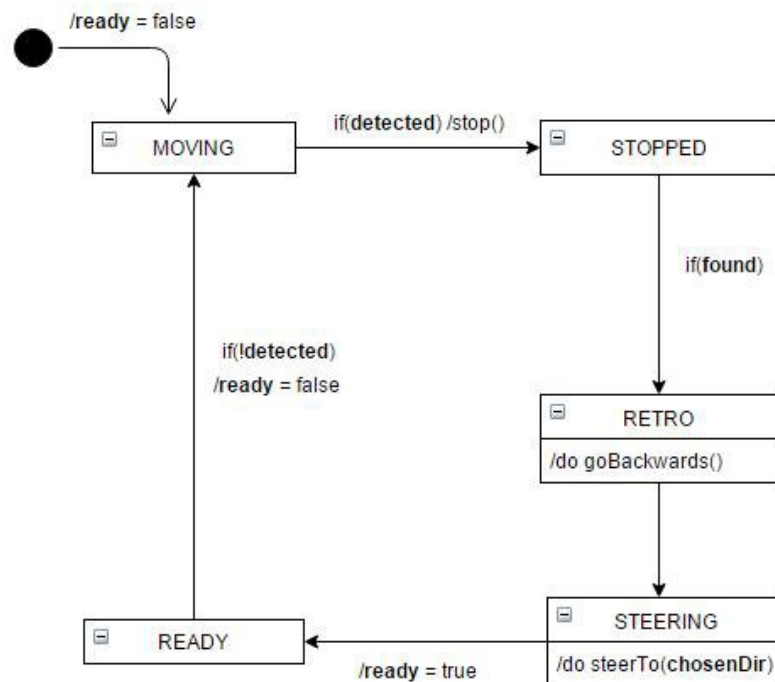 /ready = false
MOVING
if(detected) /stop()
STOPPED
if(found)
if(!detected)
/ready = false
RETRO
/do goBackwards()
STEERING
/do steerTo(chosenDir)
READY
/ready = true